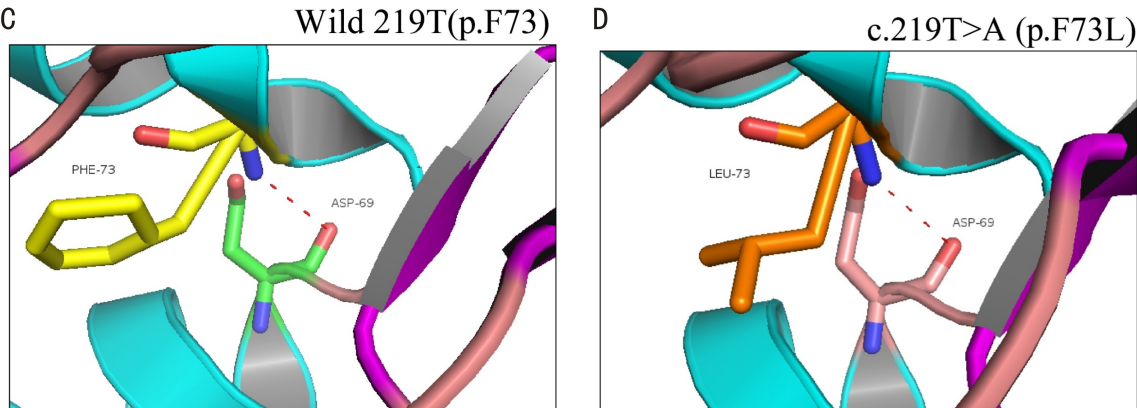 C
Wild 219T(p.F73)
PHE-73
ASP-69
D
c.219T>A (p.F73L)
LEU-73
ASP-69